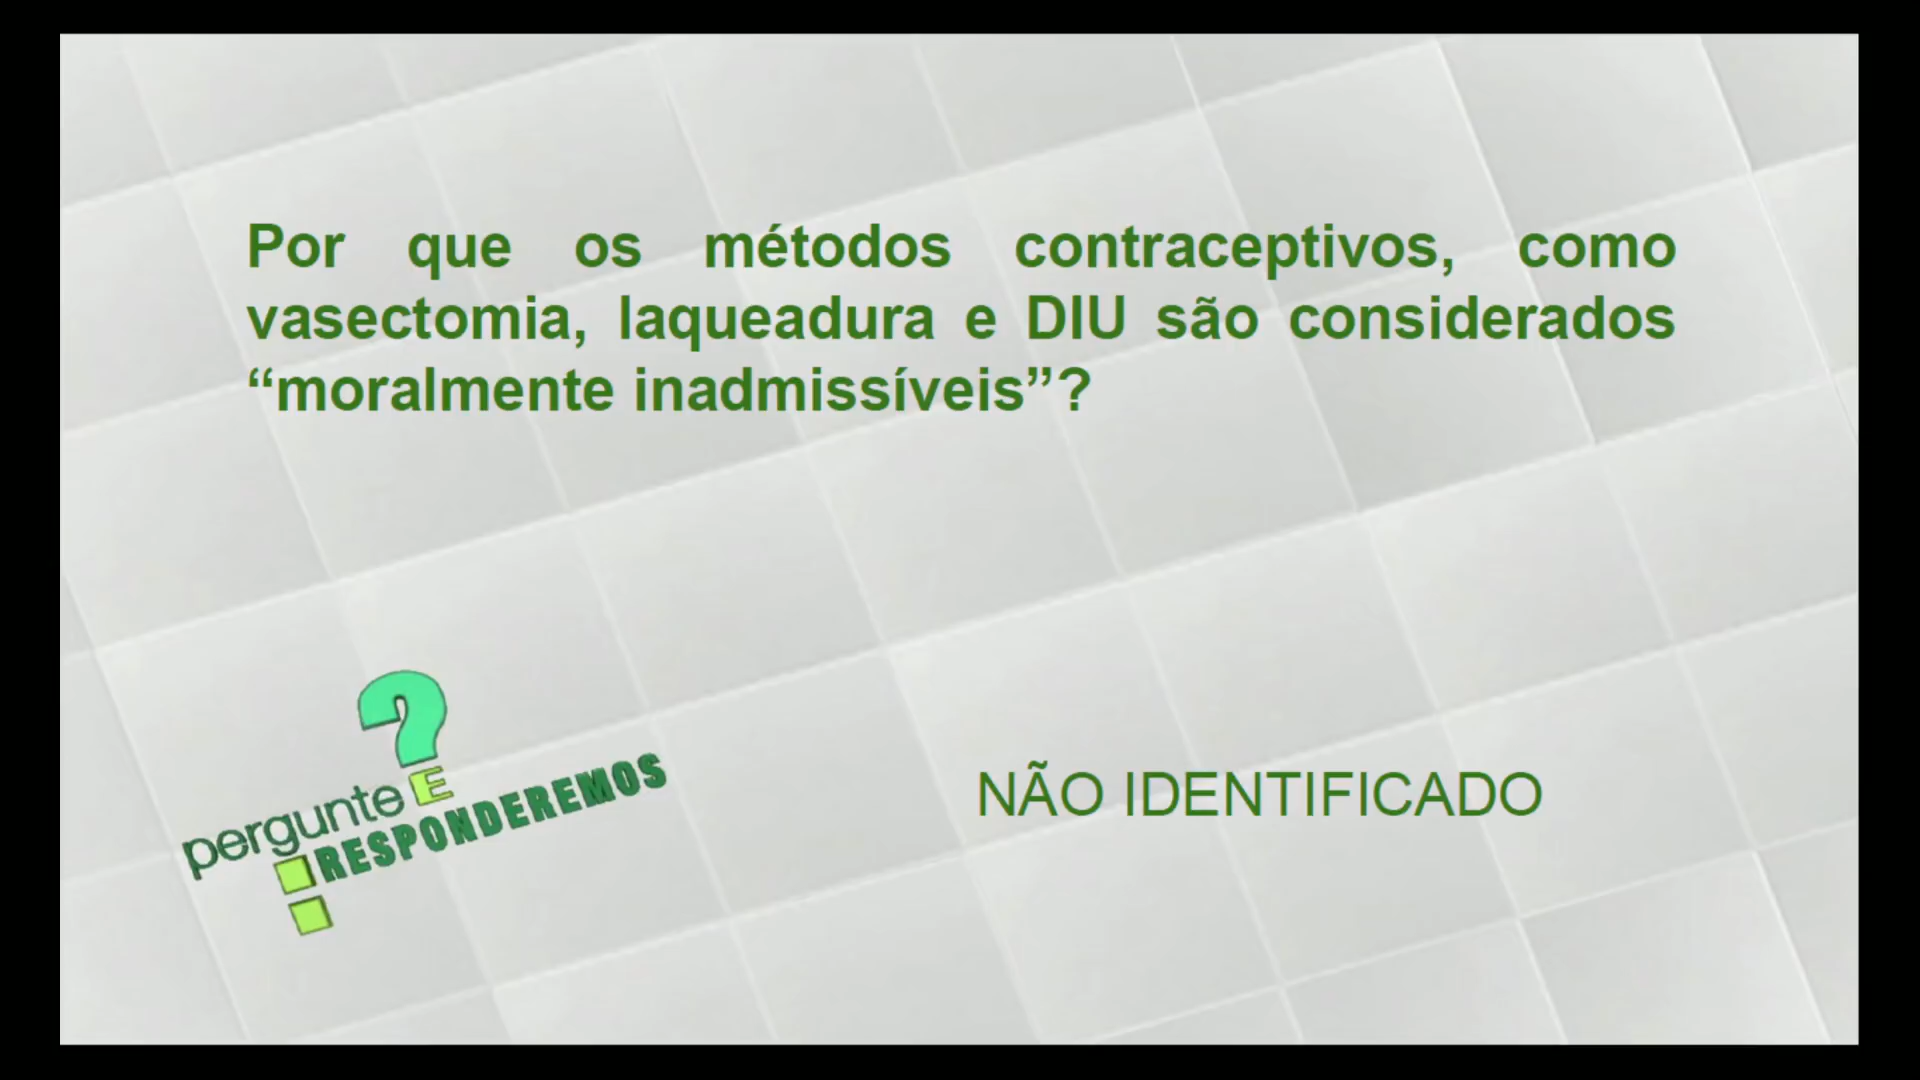 Por que os métodos contraceptivos, como
vasectomia, laqueadura e DIU são considerados
“moralmente inadmissíveis”?
?
pergunte E
RESPONDEREMOS
NÃO IDENTIFICADO